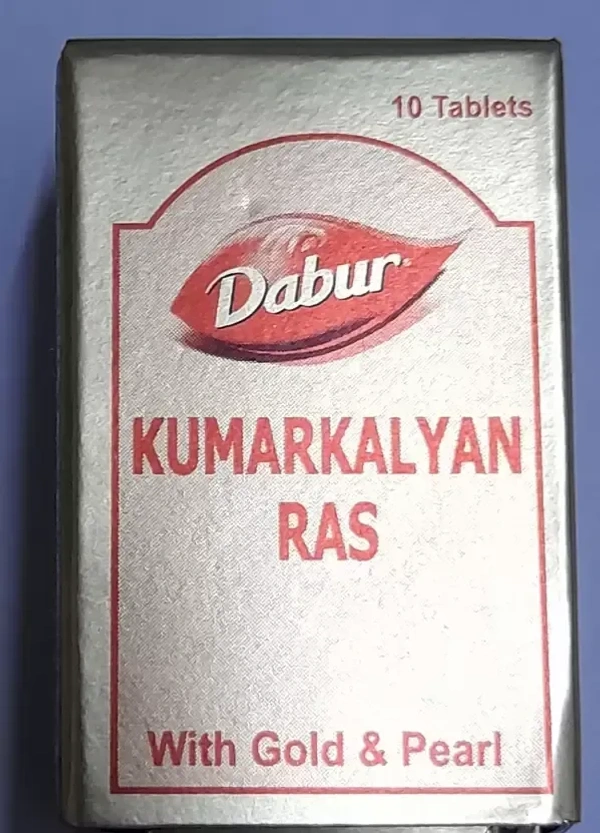 10 Tablets
Dabur
KUMARKALYAN
RAS
With Gold & Pearl